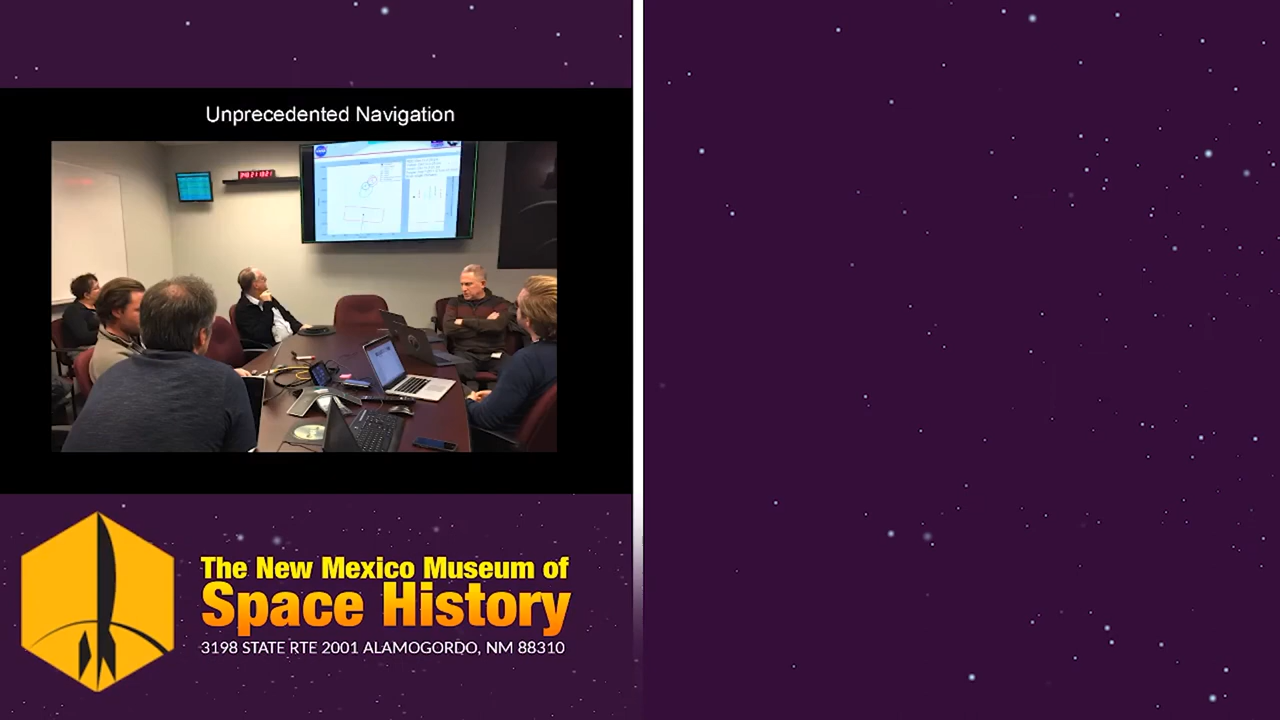 Unprecedented Navigation
The New Mexico Museum of
Space History
3198 STATE RTE 2001 ALAMOGORDO, NM 88310